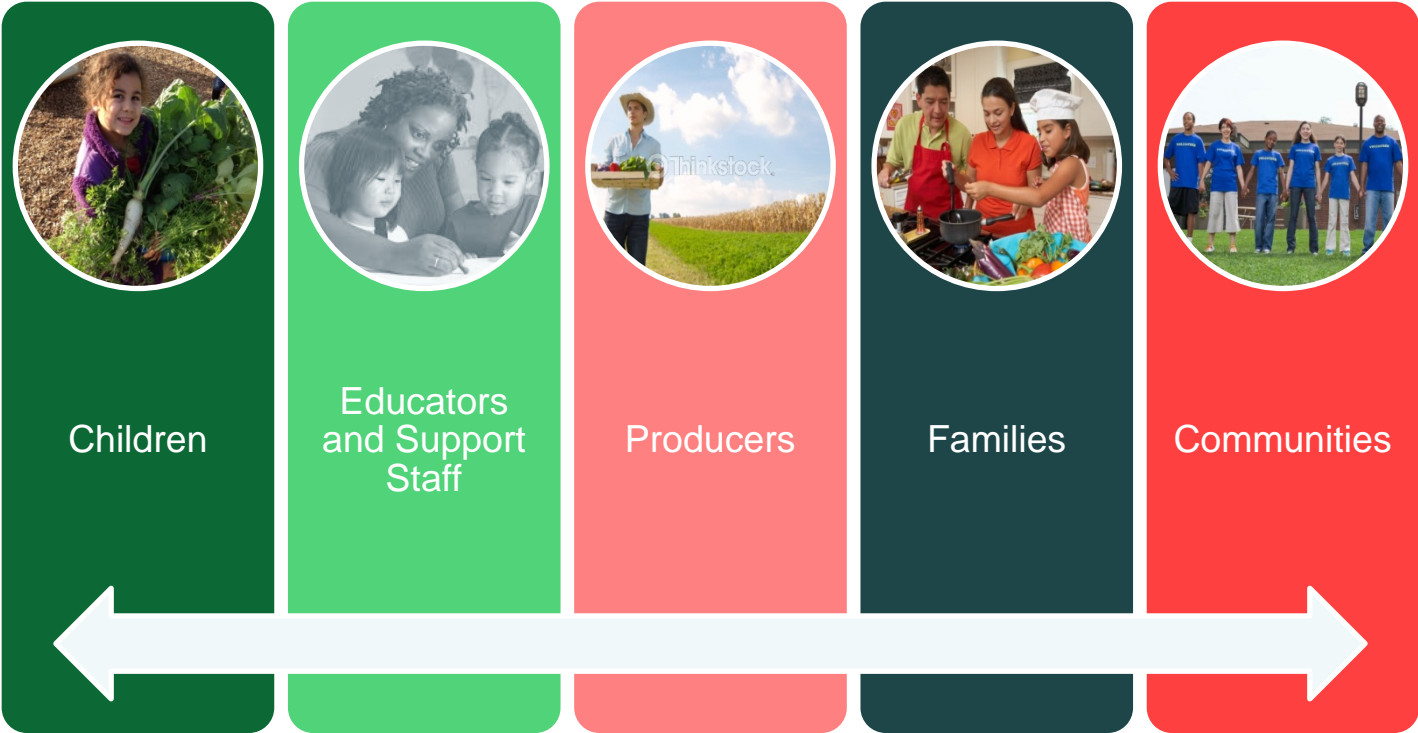 Thinkstock
Children
Educators
and Support
Staff
Producers
Families
Communities